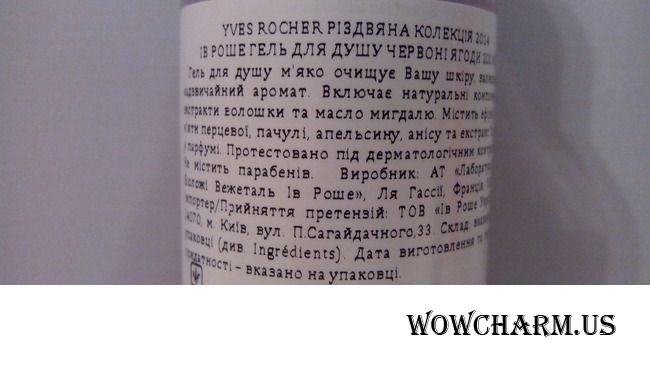 YVES ROCHER РІЗДВЯНА КОЛЕКЦІЯ 2014
ІВ РОШЕ ГЕЛЬ ДЛЯ ДУШУ ЧЕРВОНІ ЯГОДИ
Гель для душу м'яко очищує Вашу шкіру,
надзвичайний аромат. Включає натуральні
екстракти волошки та масло мигдалю. Містить
м'яти перцевої, пачулі, апельсину, анісу та екстракт
у парфумі. Протестовано під дерматологічним
Не містить парабенів. Виробник: АТ «Лабораторії
Біоложі Вежеталь Ів Роше», Ля Гассії, Франція,
Імпортер/Прийняття претензій: ТОВ «Ів Роше
04070, м. Київ, вул. П.Сагайдачного,33. Склад:
упаковці (див. Ingrédients). Дата виготовлення та
придатності – вказано на упаковці.
WOWCHARM.US